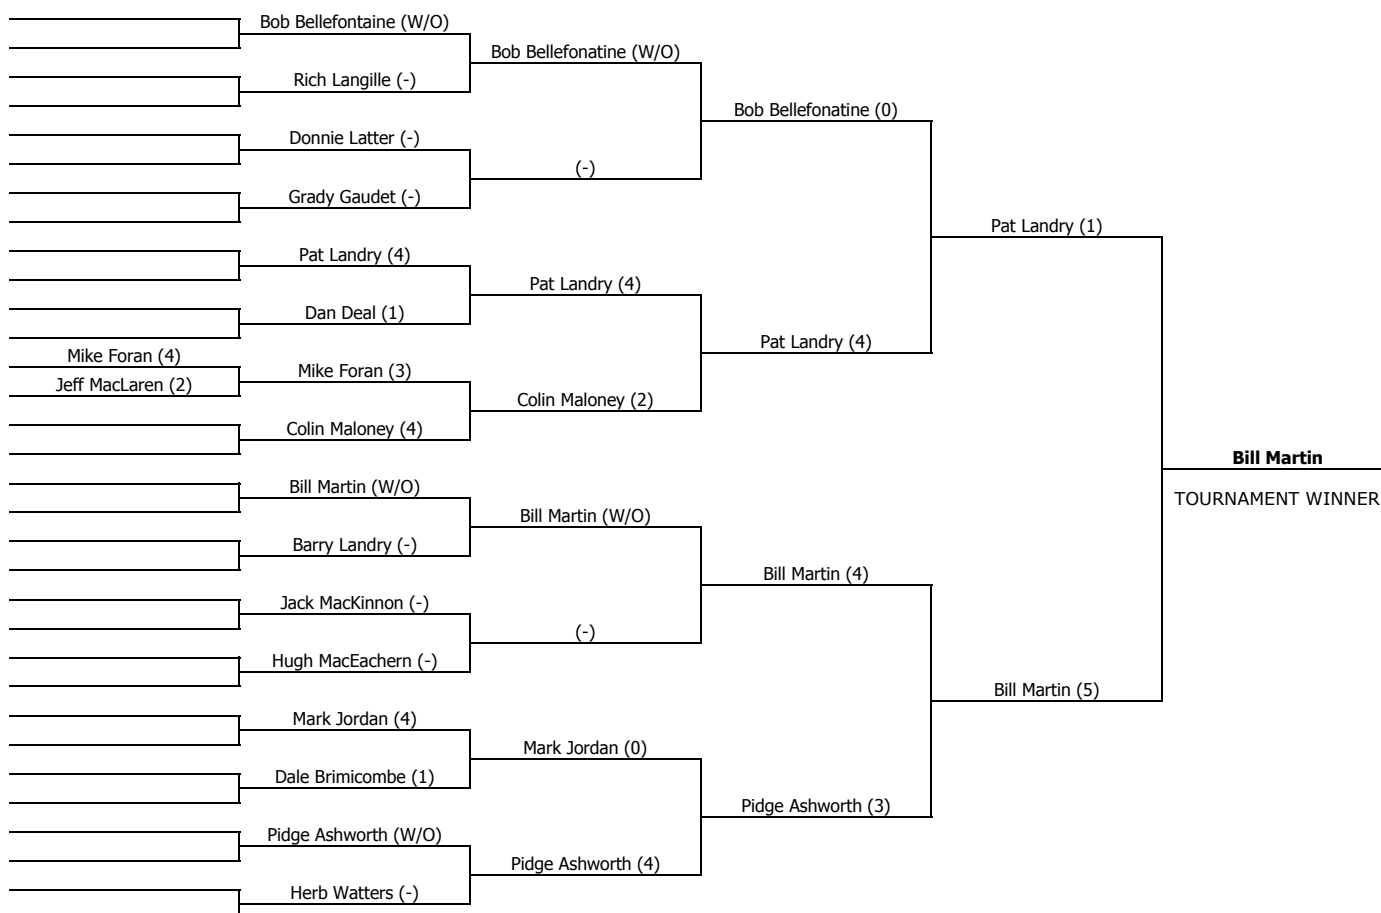 Bob Bellefontaine (W/O)
Bob Bellefonatine (W/O)
Rich Langille (-)
Bob Bellefonatine (0)
Donnie Latter (-)
(-)
Grady Gaudet (-)
Pat Landry (1)
Pat Landry (4)
Pat Landry (4)
Dan Deal (1)
Pat Landry (4)
Mike Foran (4)
Mike Foran (3)
Jeff MacLaren (2)
Colin Maloney (2)
Colin Maloney (4)
Bill Martin
Bill Martin (W/O)
TOURNAMENT WINNER
Bill Martin (W/O)
Barry Landry (-)
Bill Martin (4)
Jack MacKinnon (-)
(-)
Hugh MacEachern (-)
Bill Martin (5)
Mark Jordan (4)
Mark Jordan (0)
Dale Brimicombe (1)
Pidge Ashworth (3)
Pidge Ashworth (W/O)
Pidge Ashworth (4)
Herb Watters (-)